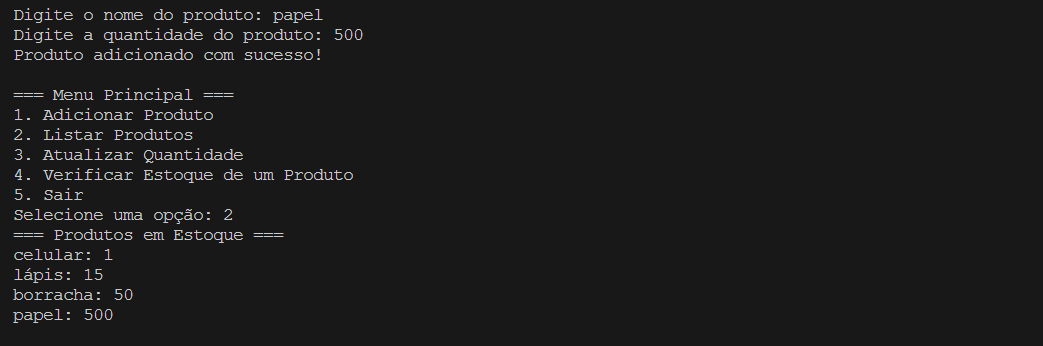 Digite o nome do produto: papel
Digite a quantidade do produto: 500
Produto adicionado com sucesso!

=== Menu Principal ===
1. Adicionar Produto
2. Listar Produtos
3. Atualizar Quantidade
4. Verificar Estoque de um Produto
5. Sair
Selecione uma opção: 2
=== Produtos em Estoque ===
celular: 1
lápis: 15
borracha: 50
papel: 500